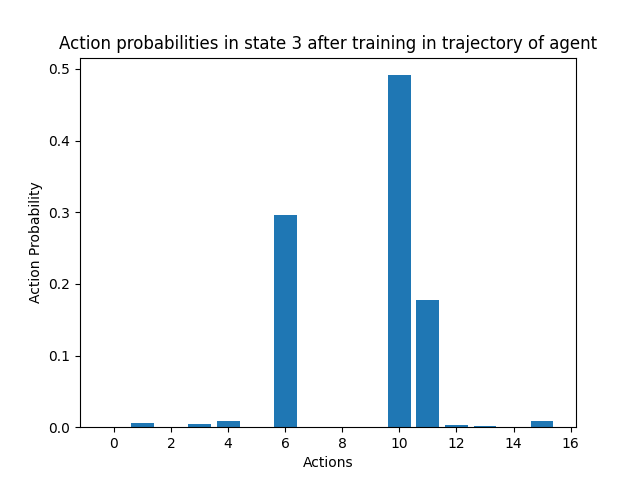 Action probabilities in state 3 after training in trajectory of agent
0.5
0.4
0.3
0.2
0.1
0.0
Action Probability
0 2 4 6 8 10 12 14 16
Actions